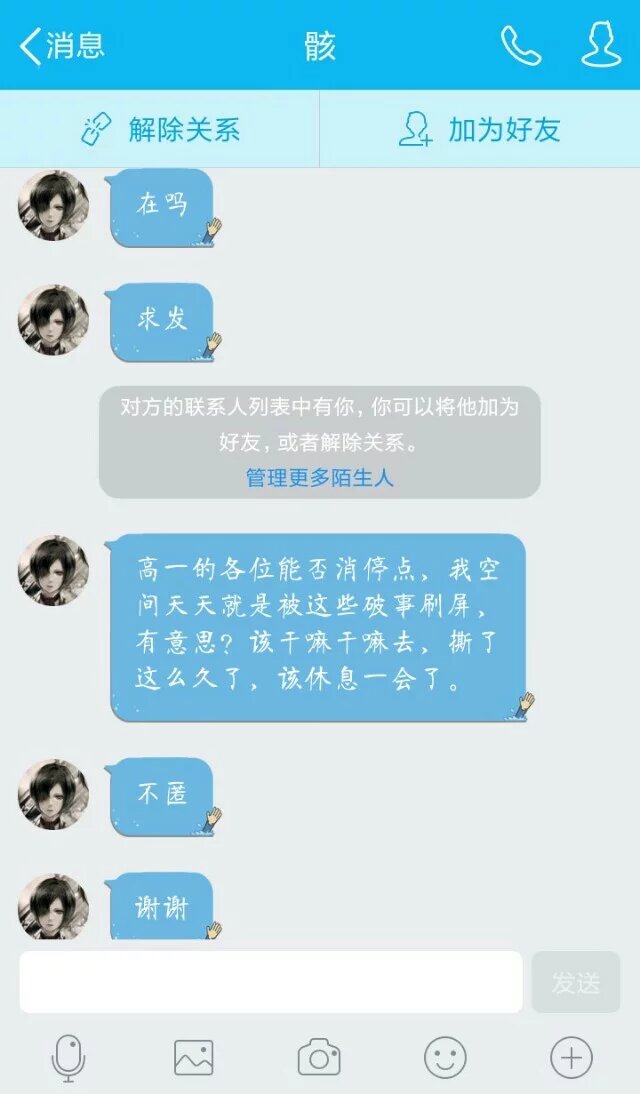 消息
骸
解除关系
加为好友
在吗
求发
对方的联系人列表中有你，你可以将他加为
好友，或者解除关系。
管理更多陌生人
高一的各位能否消停点，我空
间天天就是被这些破事刷屏，
有意思？该干嘛干嘛去，撕了
这么久了，该休息一会了。
不匿
谢谢
发送